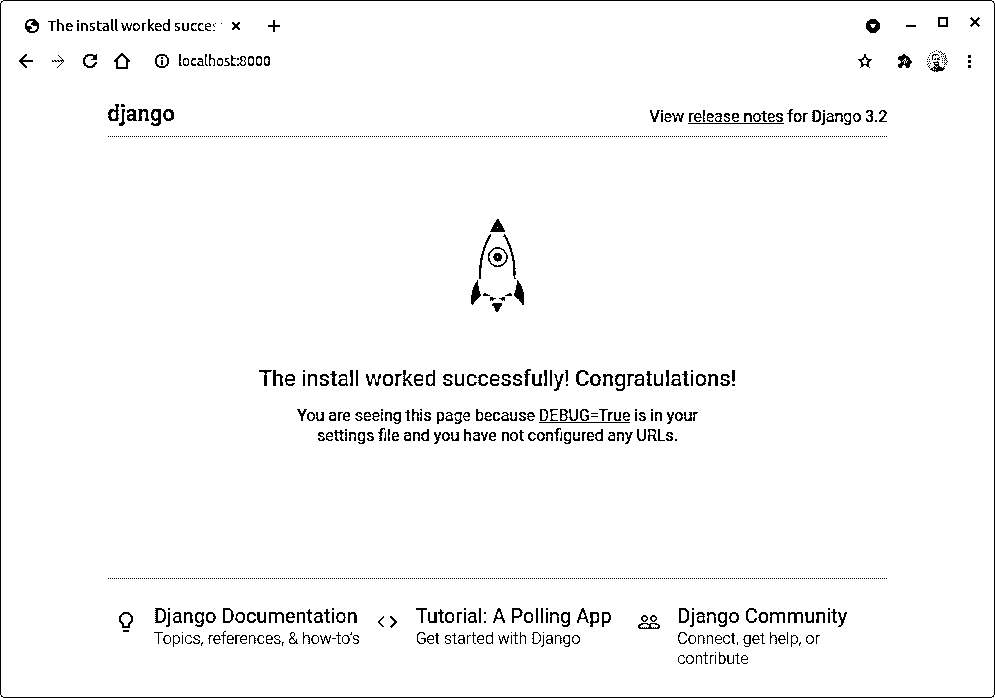 The install worked succes
localhost:8000
django
View release notes for Django 3.2
The install worked successfully! Congratulations!
You are seeing this page because DEBUG=True is in your
settings file and you have not configured any URLs.
Django Documentation
Topics, references, & how-to's
Tutorial: A Polling App
Get started with Django
Django Community
Connect, get help, or
contribute